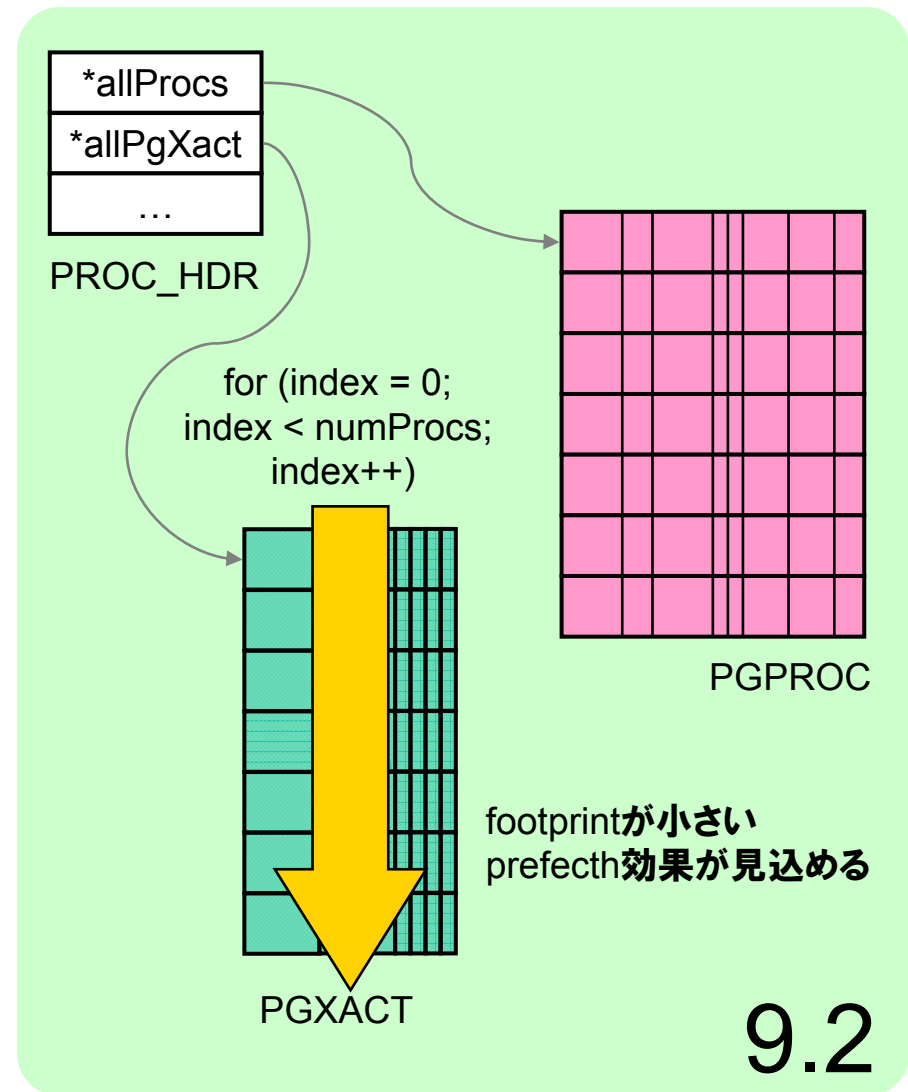 *allProcs
*allPgXact
…
PROC_HDR
for (index = 0;
index < numProcs;
index++)
PGPROC
footprintが小さい
prefecth効果が見込める
PGXACT
9.2